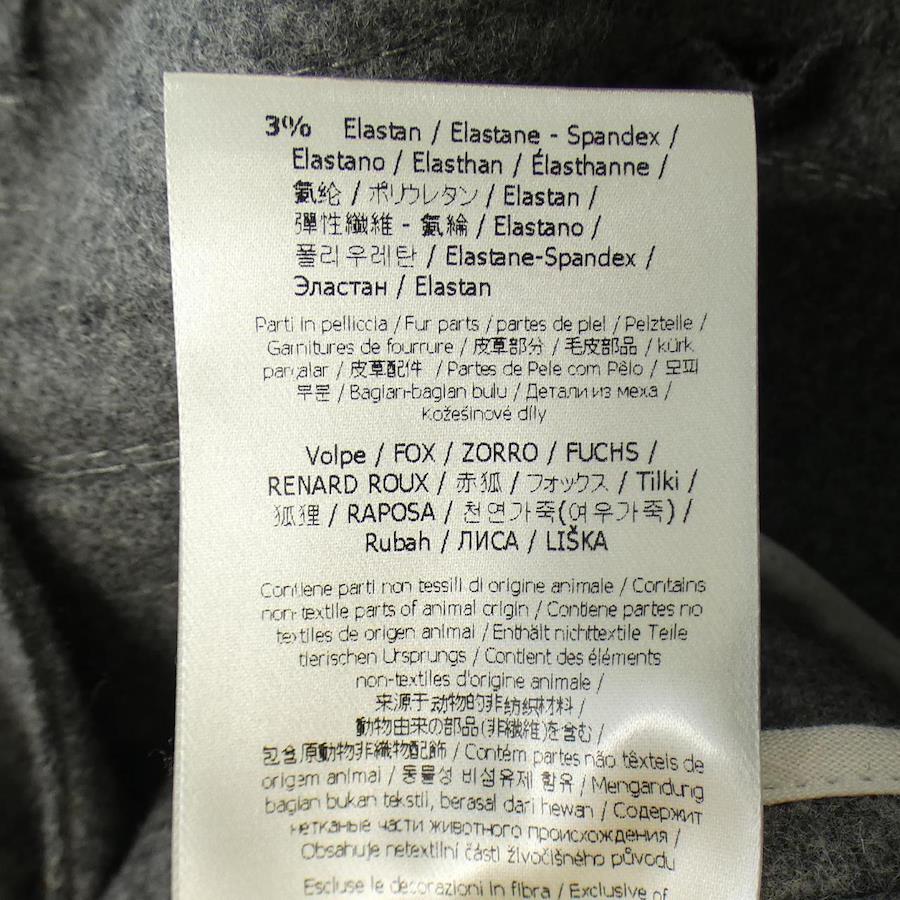 3% Elastan / Elastane - Spandex /
Elastano / Elasthan / Élasthanne /
氨纶 / ポリウレタン / Elastan /
彈性纖維 - 氨綸 / Elastano /
폴리우레탄 / Elastane-Spandex /
Эластан / Elastan
Parti in pelliccia / Fur parts / partes de piel / Pelzteile /
Garnitures de fourrure / 皮草部分 / 毛皮部品 / kürk
parçalar / 皮草配件 / Partes de Pele com Pêlo / 모피
부분 / Bagian-bagian bulu / Детали из меха /
Kožešinové díly
Volpe / FOX / ZORRO / FUCHS /
RENARD ROUX / 赤狐 / フォックス / Tilki /
狐狸 / RAPOSA / 천연가죽(여우가죽) /
Rubah / ЛИСА / LIŠKA
Contiene parti non tessili di origine animale / Contains
non-textile parts of animal origin / Contiene partes no
textiles de origen animal / Enthält nichttextile Teile
tierischen Ursprungs / Contient des éléments
non-textiles d'origine animale /
来源于动物的非纺织材料 /
動物由来の部品(非繊維)を含む /
包含原動物非織物配飾 / Contém partes não têxteis de
origem animal / 동물성 비섬유제 함유 / Mengandung
bagian bukan tekstil, berasal dari hewan / Содержит
нетканые части животного происхождения /
Obsahuje netextilní části živočišného původu
Escluse le decorazioni in fibra / Exclusive of